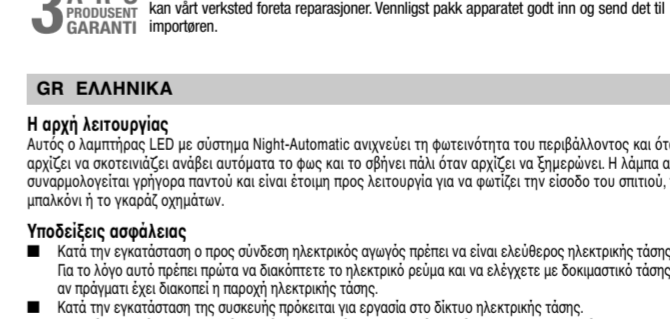 3
PRODUSENT
GARANTI
kan vårt verksted foreta reparasjoner. Vennligst pakk apparatet godt inn og send det til
importøren.
GR ΕΛΛΗΝΙΚΑ
Η αρχή λειτουργίας
Αυτός ο λαμπτήρας LED με σύστημα Night-Automatic ανιχνεύει τη φωτεινότητα του περιβάλλοντος και
αρχίζει να σκοτεινιάζει ανάβει αυτόματα το φως και το σβήνει πάλι όταν αρχίζει να ξημερώνει. Η λάμπα
συναρμολογείται γρήγορα παντού και είναι έτοιμη προς λειτουργία για να φωτίζει την είσοδο του σπιτιού,
μπαλκόνι ή το γκαράζ οχημάτων.
Υποδείξεις ασφάλειας
■ Κατά την εγκατάσταση ο προς σύνδεση ηλεκτρικός αγωγός πρέπει να είναι ελεύθερος ηλεκτρικής τάσης
Για το λόγο αυτό πρέπει πρώτα να διακόπτετε το ηλεκτρικό ρεύμα και να ελέγχετε με δοκιμαστικό τάσης
αν πράγματι έχει διακοπεί η παροχή ηλεκτρικής τάσης.
■ Κατά την εγκατάσταση της συσκευής πρόκειται για εργασία στο δίκτυο ηλεκτρικής τάσης.